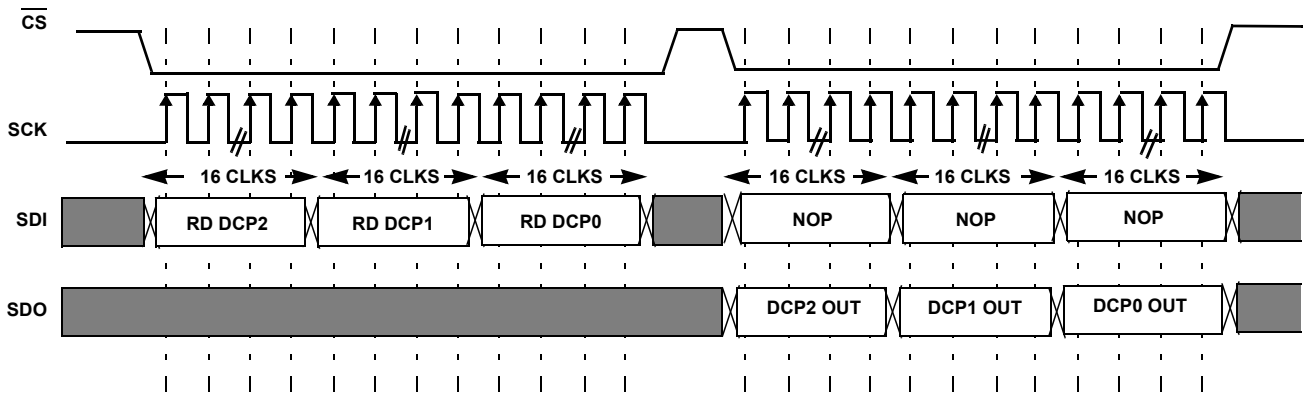 CS
SCK
16 CLKS 16 CLKS 16 CLKS 16 CLKS 16 CLKS 16 CLKS
SDI RD DCP2 RD DCP1 RD DCP0 NOP NOP NOP
SDO DCP2 OUT DCP1 OUT DCP0 OUT